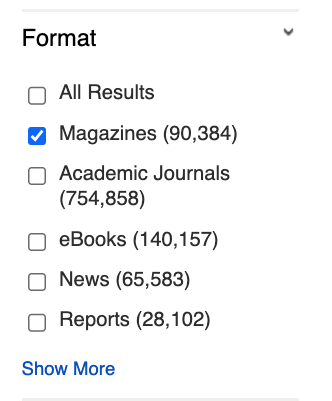 Format
All Results
Magazines (90,384)
Academic Journals
(754,858)
eBooks (140,157)
News (65,583)
Reports (28,102)
Show More